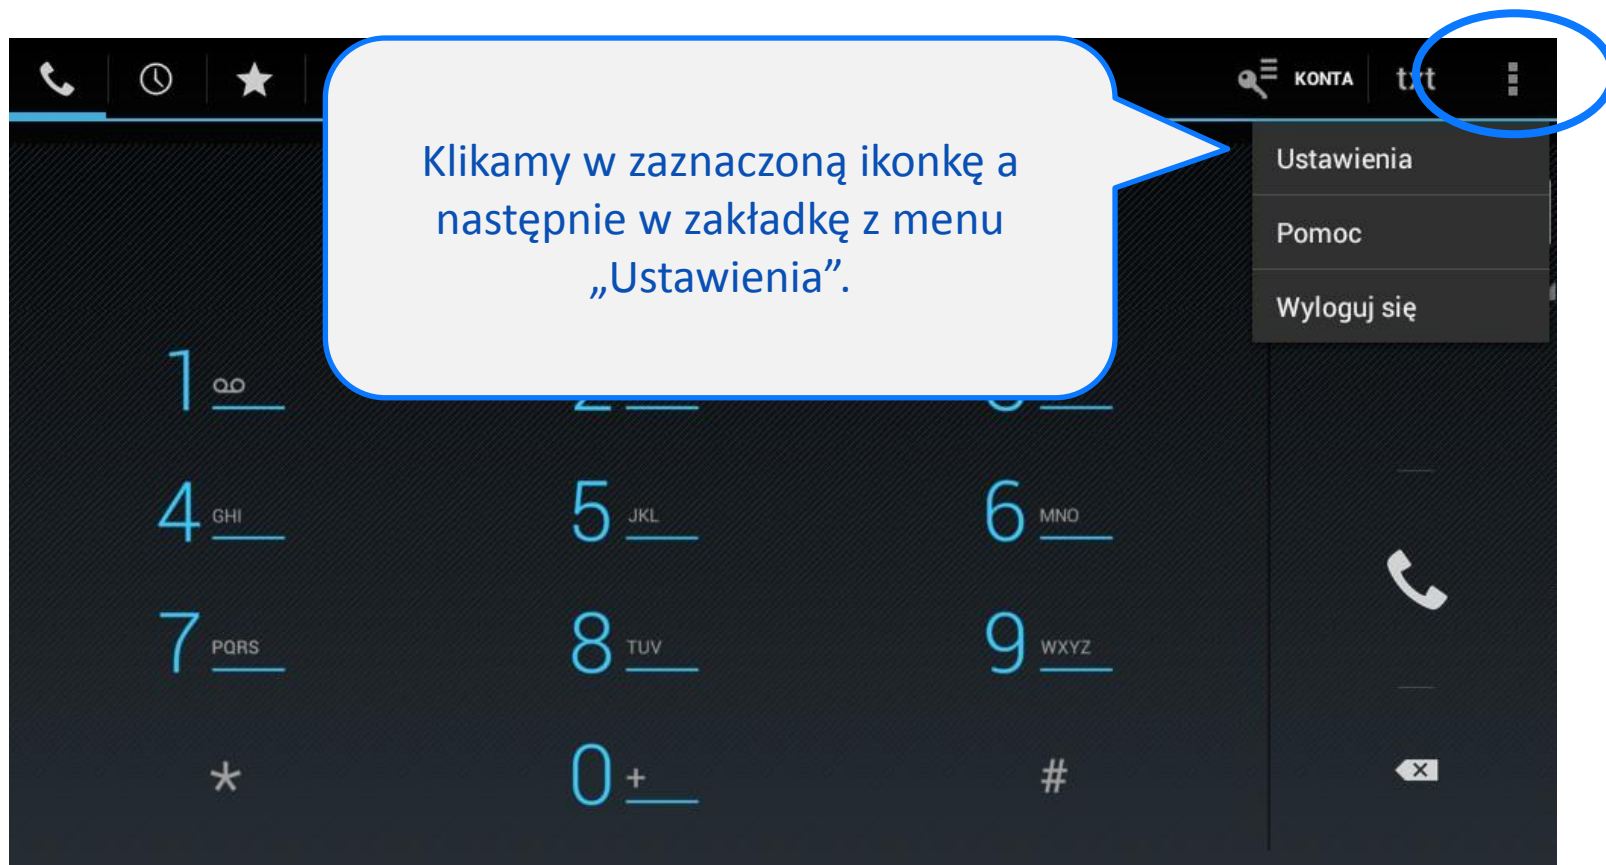 KONTA txt
Klikamy w zaznaczoną ikonkę a
następnie w zakładkę z menu
„Ustawienia”.
Ustawienia
Pomoc
Wyloguj się
1
4 GHI 5 JKL 6 MNO
7 PQRS 8 TUV 9 WXYZ
* 0 + #